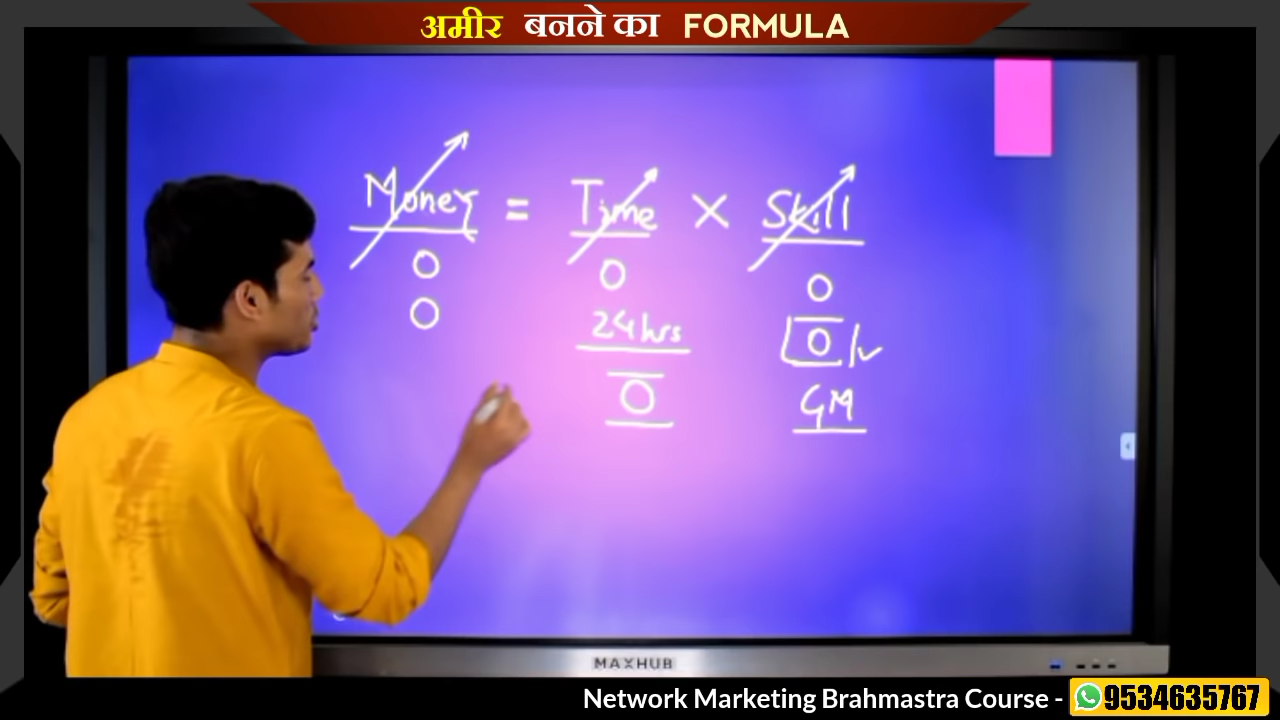 अमीर बनने का FORMULA
Money = Time × Skill
0 0 0
0 24hrs 0
0 GM
MAXHUB
Network Marketing Brahmastra Course - 9534635767